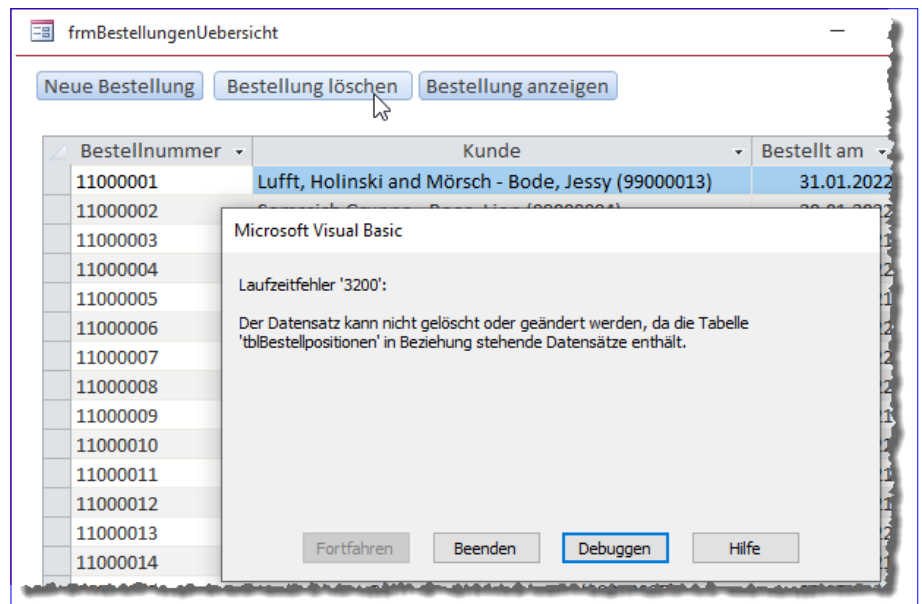 frmBestellungenUebersicht
Neue Bestellung Bestellung löschen Bestellung anzeigen
Bestellnummer Kunde Bestellt am
11000001 Lufft, Holinski and Mörsch - Bode, Jessy (99000013) 31.01.2022
11000002
11000003
11000004
11000005
11000006
11000007
11000008
11000009
11000010
11000011
11000012
11000013
11000014
Microsoft Visual Basic
Laufzeitfehler '3200':
Der Datensatz kann nicht gelöscht oder geändert werden, da die Tabelle
'tblBestellpositionen' in Beziehung stehende Datensätze enthält.
Fortfahren Beenden Debuggen Hilfe